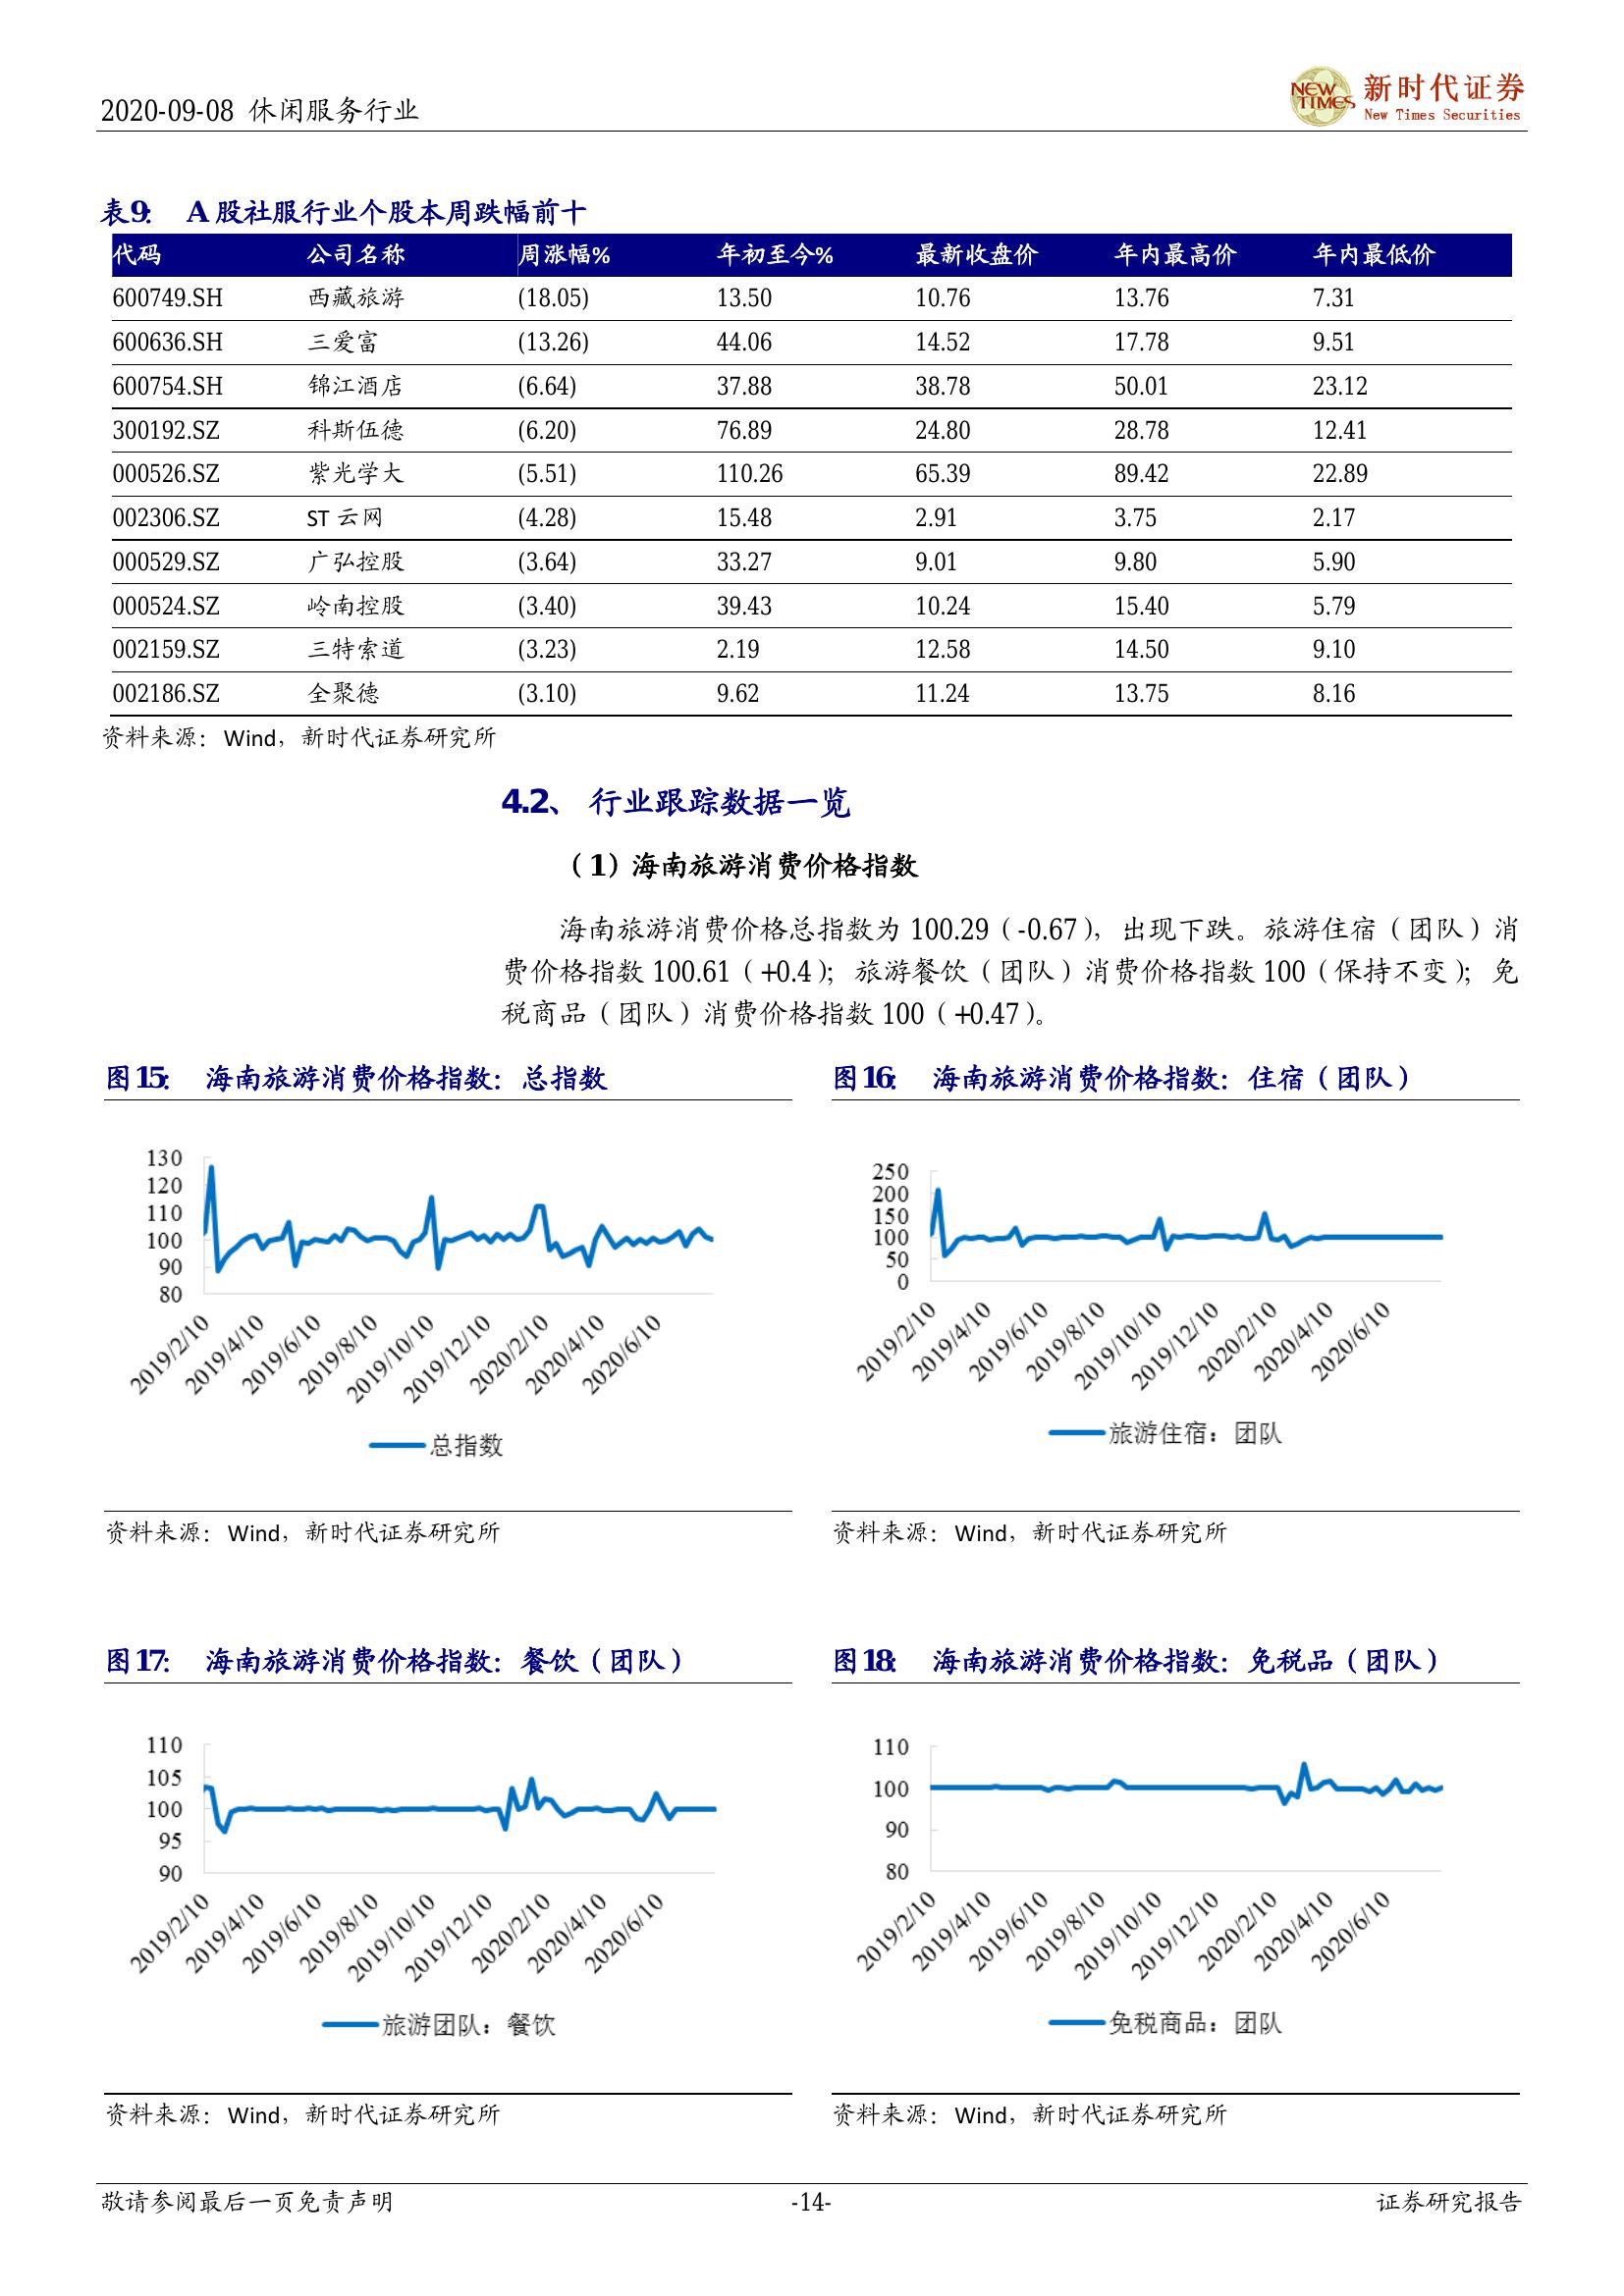 2020-09-08 休闲服务行业
NEW TIMES 新时代证券
New Times Securities
表9: A 股社服行业个股本周跌幅前十
代码 公司名称 周涨幅% 年初至今% 最新收盘价 年内最高价 年内最低价
600749.SH 西藏旅游 (18.05) 13.50 10.76 13.76 7.31
600636.SH 三爱富 (13.26) 44.06 14.52 17.78 9.51
600754.SH 锦江酒店 (6.64) 37.88 38.78 50.01 23.12
300192.SZ 科斯伍德 (6.20) 76.89 24.80 28.78 12.41
000526.SZ 紫光学大 (5.51) 110.26 65.39 89.42 22.89
002306.SZ ST 云网 (4.28) 15.48 2.91 3.75 2.17
000529.SZ 广弘控股 (3.64) 33.27 9.01 9.80 5.90
000524.SZ 岭南控股 (3.40) 39.43 10.24 15.40 5.79
002159.SZ 三特索道 (3.23) 2.19 12.58 14.50 9.10
002186.SZ 全聚德 (3.10) 9.62 11.24 13.75 8.16
资料来源：Wind，新时代证券研究所
4.2、 行业跟踪数据一览
（1）海南旅游消费价格指数
海南旅游消费价格总指数为 100.29（-0.67），出现下跌。旅游住宿（团队）消
费价格指数 100.61（+0.4）；旅游餐饮（团队）消费价格指数 100（保持不变）；免
税商品（团队）消费价格指数 100（+0.47）。
图15: 海南旅游消费价格指数：总指数
130
120
110
100
90
80
2019/2/10 2019/4/10 2019/6/10 2019/8/10 2019/10/10 2019/12/10 2020/2/10 2020/4/10 2020/6/10
总指数
资料来源：Wind，新时代证券研究所
图16: 海南旅游消费价格指数：住宿（团队）
250
200
150
100
50
0
2019/2/10 2019/4/10 2019/6/10 2019/8/10 2019/10/10 2019/12/10 2020/2/10 2020/4/10 2020/6/10
旅游住宿：团队
资料来源：Wind，新时代证券研究所
图17: 海南旅游消费价格指数：餐饮（团队）
110
105
100
95
90
2019/2/10 2019/4/10 2019/6/10 2019/8/10 2019/10/10 2019/12/10 2020/2/10 2020/4/10 2020/6/10
旅游团队：餐饮
资料来源：Wind，新时代证券研究所
图18: 海南旅游消费价格指数：免税品（团队）
110
100
90
80
2019/2/10 2019/4/10 2019/6/10 2019/8/10 2019/10/10 2019/12/10 2020/2/10 2020/4/10 2020/6/10
免税商品：团队
资料来源：Wind，新时代证券研究所
敬请参阅最后一页免责声明 -14- 证券研究报告